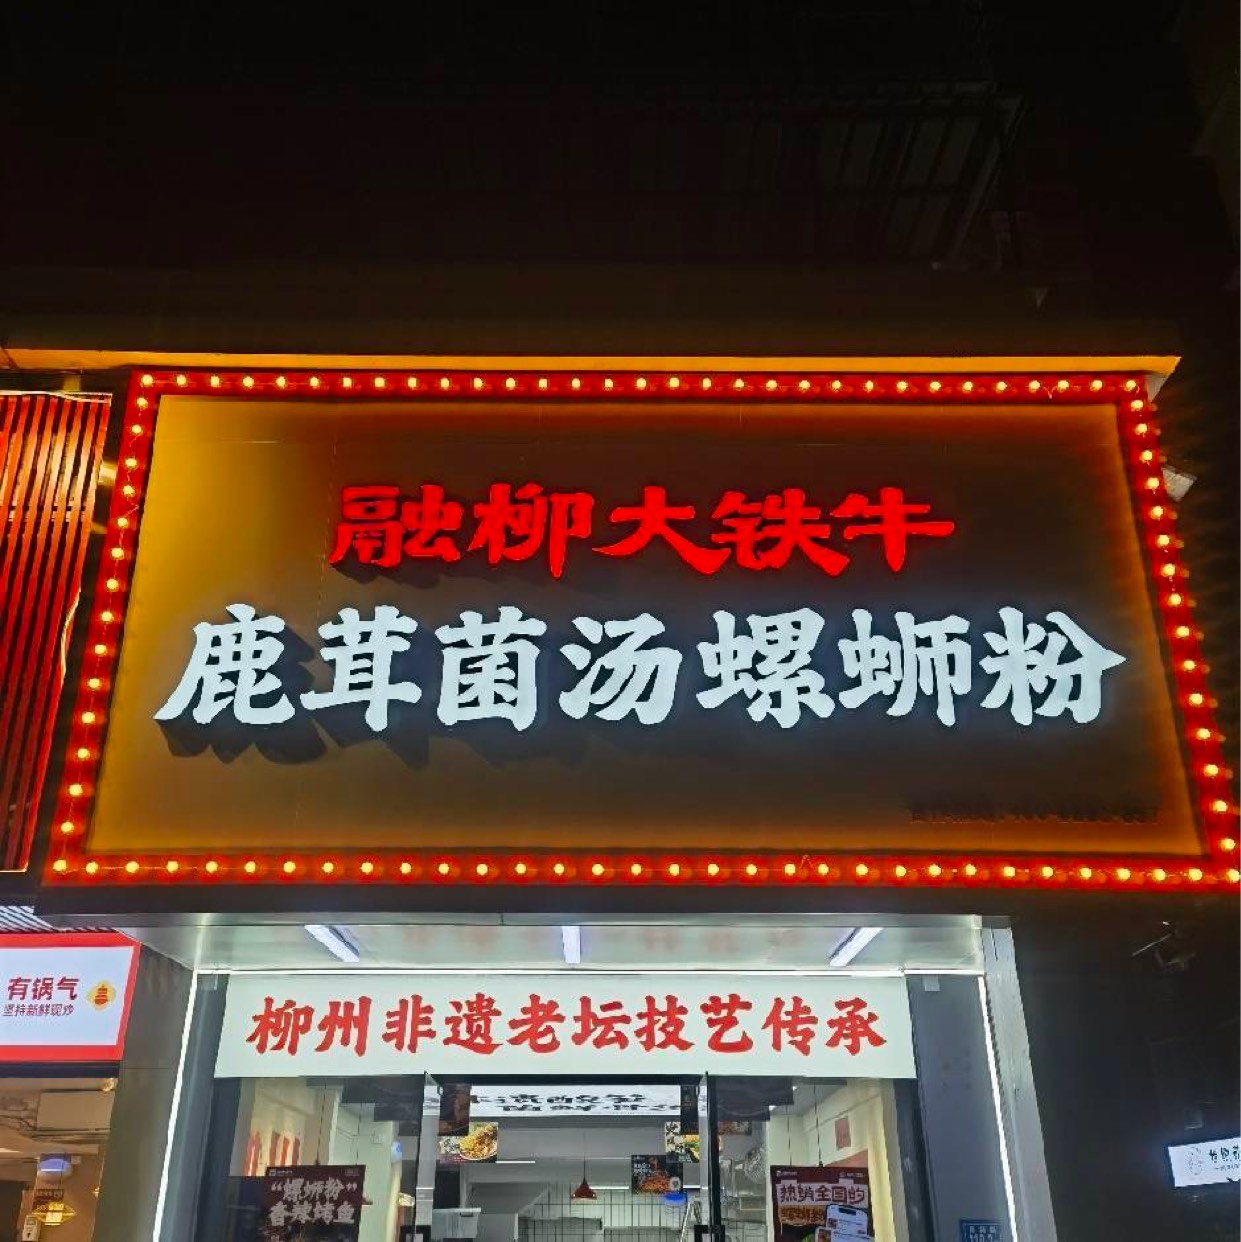 融柳大铁牛
鹿茸菌汤螺蛳粉
有锅气
坚持新鲜现炒
柳州非遗老坛技艺传承
“螺蛳粉”
香辣烤鱼
热销全国的